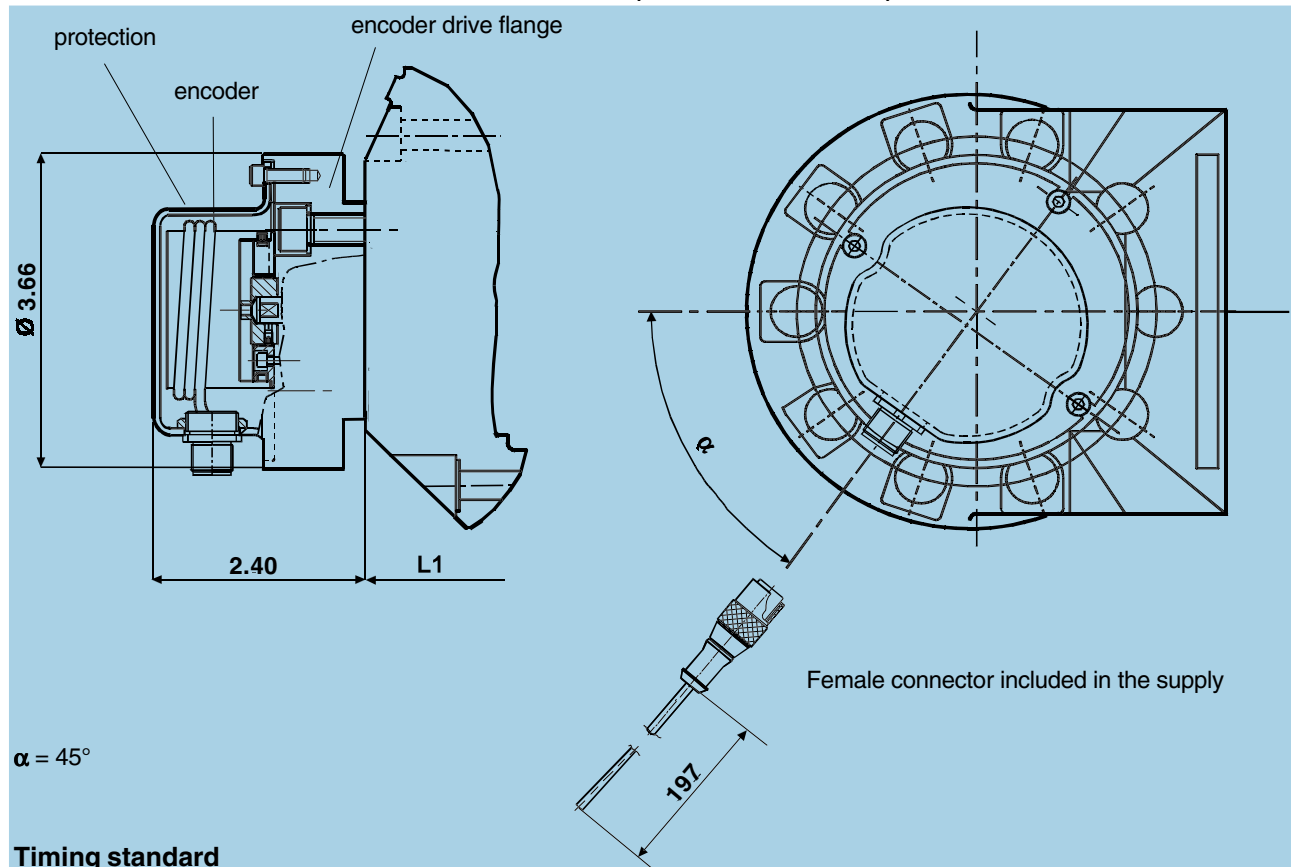 encoder drive flange
protection
encoder
Ø 3.66
2.40
L1
α
Female connector included in the supply
197
α = 45°
Timing standard